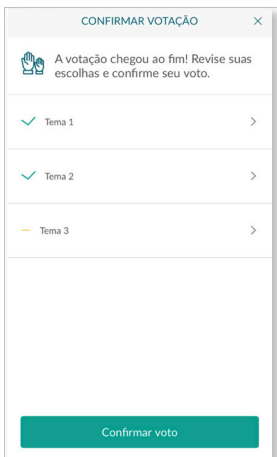 CONFIRMAR VOTAÇÃO
A votação chegou ao fim! Revise suas
escolhas e confirme seu voto.
Tema 1
Tema 2
Tema 3
Confirmar voto